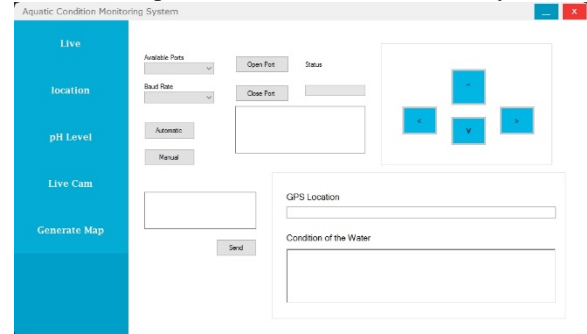 Aquatic Condition Monitoring System
_ X
Live
location
pH Level
Live Cam
Generate Map
Available Ports
Open Port
Status
Baud Rate
Close Port
Automatic
Manual
Send
^
< v >
GPS Location
Condition of the Water